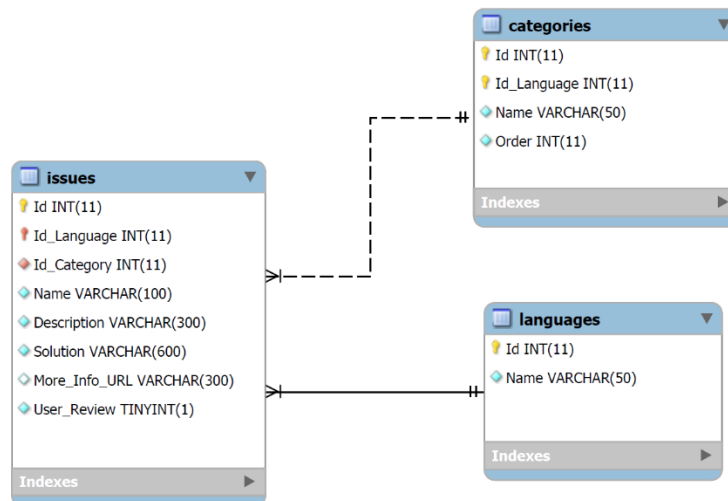 categories
Id INT(11)
Id_Language INT(11)
Name VARCHAR(50)
Order INT(11)
Indexes
issues
Id INT(11)
Id_Language INT(11)
Id_Category INT(11)
Name VARCHAR(100)
Description VARCHAR(300)
Solution VARCHAR(600)
More_Info_URL VARCHAR(300)
User_Review TINYINT(1)
Indexes
languages
Id INT(11)
Name VARCHAR(50)
Indexes